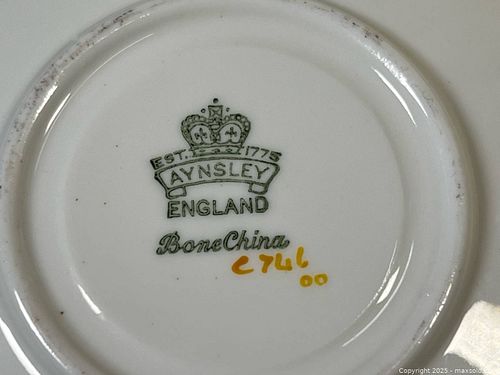 EST. 1775
AYNSLEY
ENGLAND
Bone China
C746
00
Copyright 2025 - maxsold.